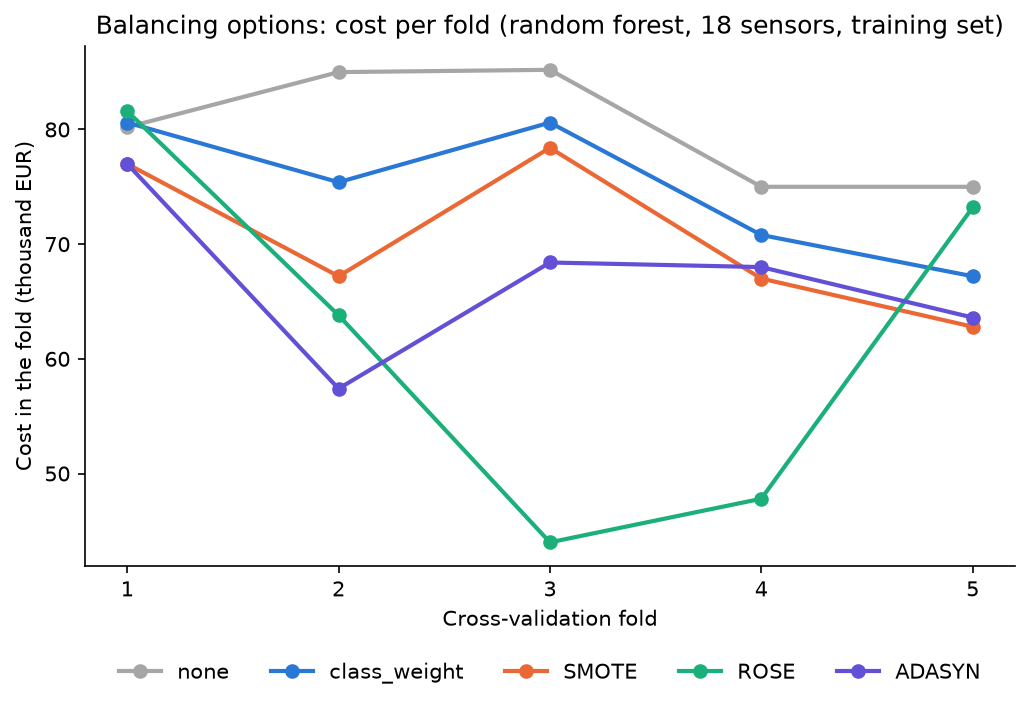 Balancing options: cost per fold (random forest, 18 sensors, training set)
Cost in the fold (thousand EUR)
80
70
60
50
1 2 3 4 5
Cross-validation fold
none class_weight SMOTE ROSE ADASYN